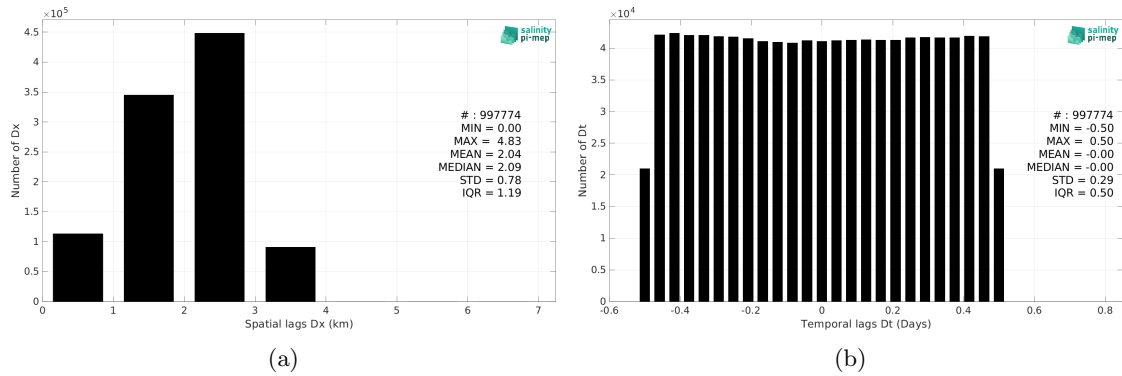 ×10⁵
4.5
4
3.5
3
2.5
2
1.5
1
0.5
0
Number of Dx
salinity
pi-mep
# : 997774
MIN = 0.00
MAX = 4.83
MEAN = 2.04
MEDIAN = 2.09
STD = 0.78
IQR = 1.19
0 1 2 3 4 5 6 7
Spatial lags Dx (km)
(a)
×10⁴
4
3.5
3
2.5
2
1.5
1
0.5
0
Number of Dt
salinity
pi-mep
# : 997774
MIN = -0.50
MAX = 0.50
MEAN = -0.00
MEDIAN = -0.00
STD = 0.29
IQR = 0.50
-0.6 -0.4 -0.2 0 0.2 0.4 0.6 0.8
Temporal lags Dt (Days)
(b)